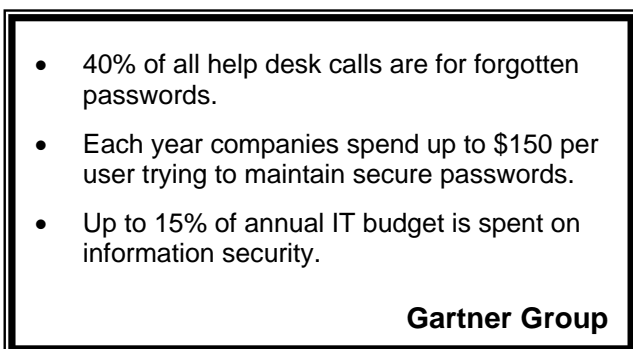 • 40% of all help desk calls are for forgotten
passwords.
• Each year companies spend up to $150 per
user trying to maintain secure passwords.
• Up to 15% of annual IT budget is spent on
information security.
Gartner Group